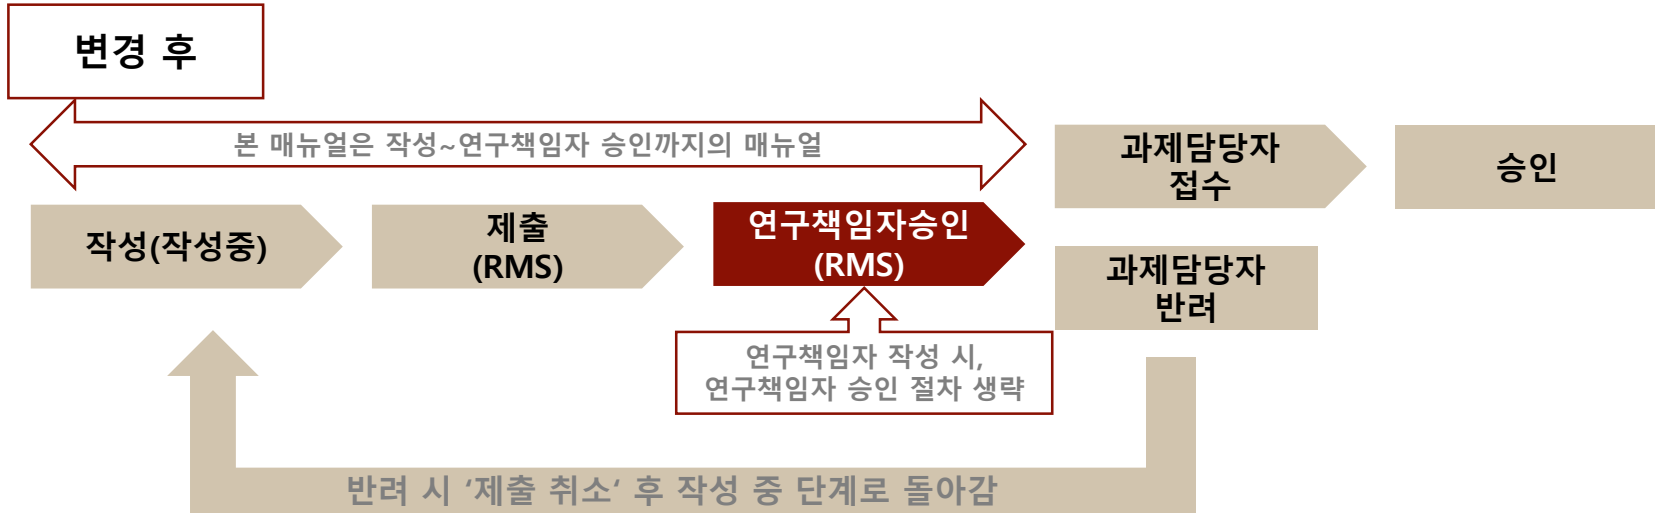 변경 후
본 매뉴얼은 작성~연구책임자 승인까지의 매뉴얼
작성(작성중)
제출
(RMS)
연구책임자승인
(RMS)
과제담당자
접수
승인
과제담당자
반려
연구책임자 작성 시,
연구책임자 승인 절차 생략
반려 시 ‘제출 취소‘ 후 작성 중 단계로 돌아감